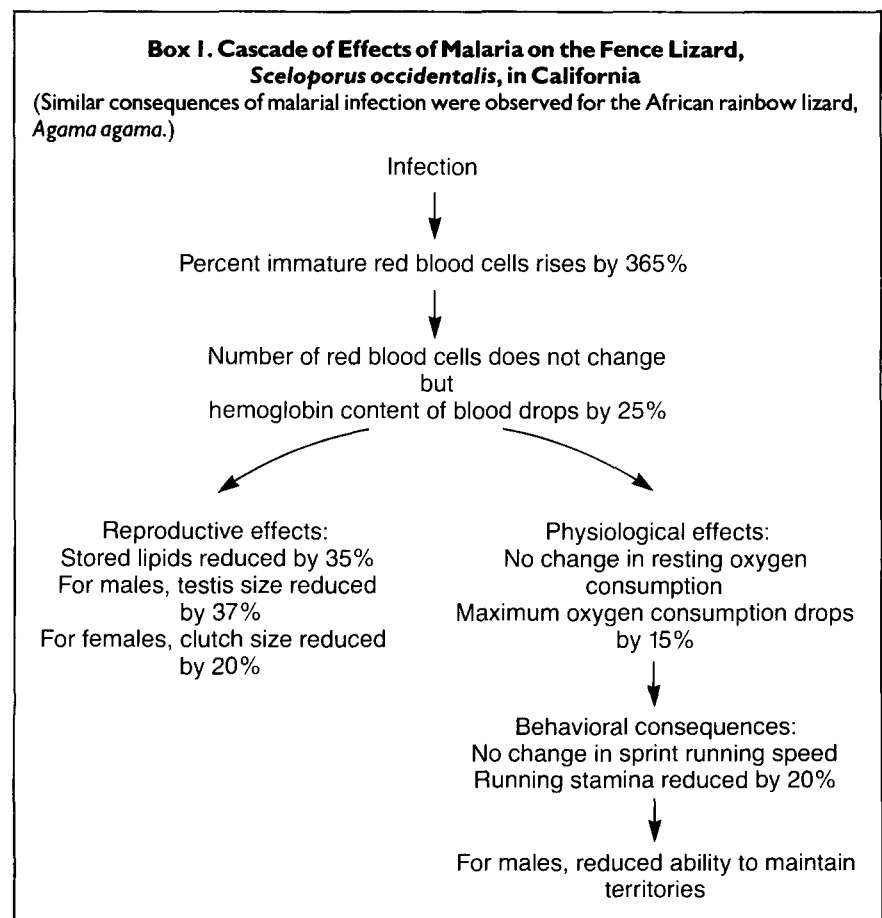 Box 1. Cascade of Effects of Malaria on the Fence Lizard,
Sceloporus occidentalis, in California
(Similar consequences of malarial infection were observed for the African rainbow lizard,
Agama agama.)
Infection
Percent immature red blood cells rises by 365%
Number of red blood cells does not change
but
hemoglobin content of blood drops by 25%
Reproductive effects:
Stored lipids reduced by 35%
For males, testis size reduced
by 37%
For females, clutch size reduced
by 20%
Physiological effects:
No change in resting oxygen
consumption
Maximum oxygen consumption drops
by 15%
Behavioral consequences:
No change in sprint running speed
Running stamina reduced by 20%
For males, reduced ability to maintain
territories